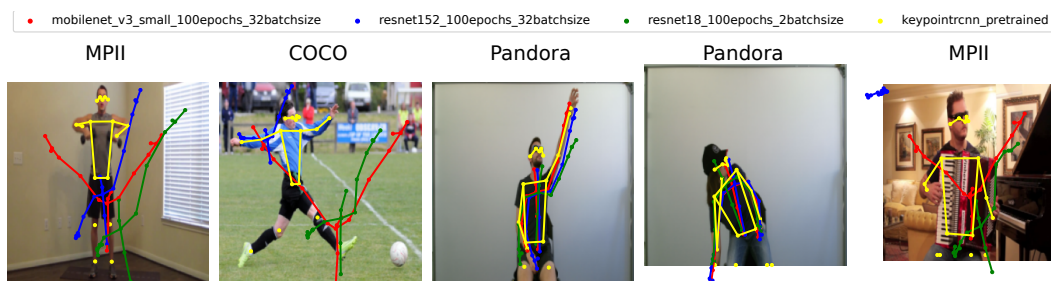 mobilenet_v3_small_100epochs_32batchsize resnet152_100epochs_32batchsize resnet18_100epochs_2batchsize keypointrcnn_pretrained
MPII COCO Pandora Pandora MPII